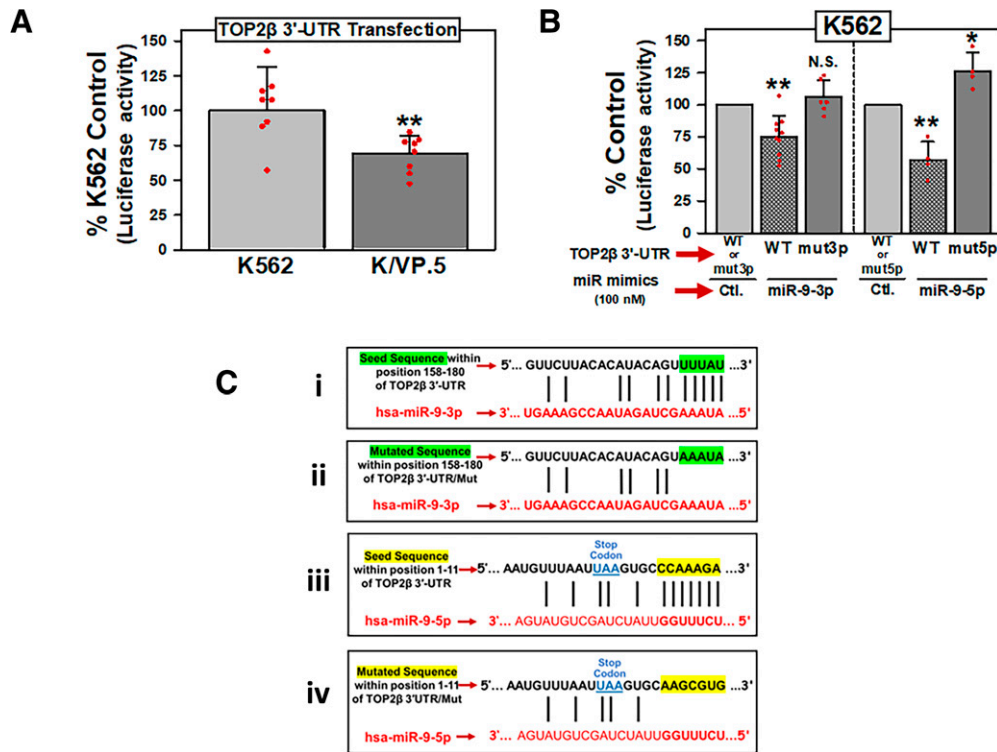 A
TOP2β 3'-UTR Transfection
% K562 Control
(Luciferase activity)
150
125
100
75
50
25
0
**
K562
K/VP.5
B
K562
% Control
(Luciferase activity)
150
125
100
75
50
25
0
**
N.S.
**
*
TOP2β 3'-UTR
WT or mut3p
WT
mut3p
WT or mut5p
WT
mut5p
miR mimics
(100 nM)
Ctl.
miR-9-3p
Ctl.
miR-9-5p
C
i
Seed Sequence within
position 158-180
of TOP2β 3'-UTR
5'... GUUCUUACACAUACAGUUUUAU ...3'
hsa-miR-9-3p
3'... UGAAAGCCAAUAGAUCGAAAUA ...5'
ii
Mutated Sequence
within position 158-180
of TOP2β 3'-UTR/Mut
5'... GUUCUUACACAUACAGUAAAUA ...3'
hsa-miR-9-3p
3'... UGAAAGCCAAUAGAUCGAAAUA ...5'
iii
Seed Sequence
within position 1-11
of TOP2β 3'-UTR
Stop
Codon
5'... AAUGUUUAAUUAAGUGCCCAAAGA ...3'
hsa-miR-9-5p
3'... AGUAUGUCGAUCUAUUGGUUUCU... 5'
iv
Mutated Sequence
within position 1-11
of TOP2β 3'UTR/Mut
Stop
Codon
5'... AAUGUUUAAUUAAGUGCAAGCGUG ...3'
hsa-miR-9-5p
3'... AGUAUGUCGAUCUAUUGGUUUCU... 5'